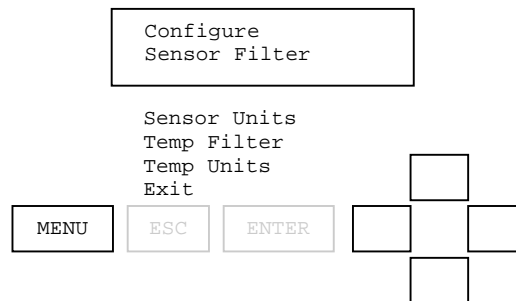 Configure
Sensor Filter
Sensor Units
Temp Filter
Temp Units
Exit
MENU ESC ENTER